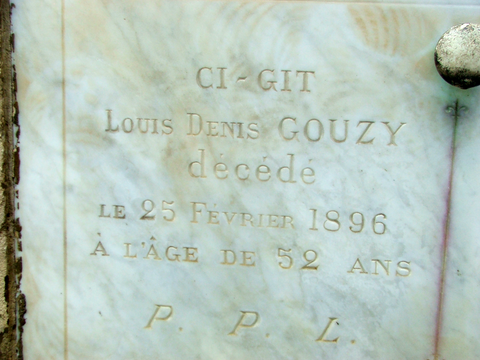 CI-GIT
LOUIS DENIS GOUZY
décédé
LE 25 FÉVRIER 1896
À L'ÂGE DE 52 ANS
P. P. L.